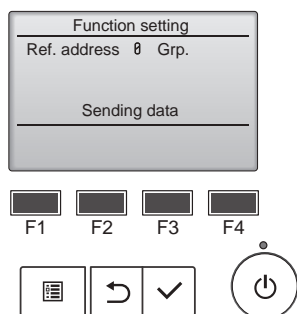 Function setting
Ref. address 0 Grp.
Sending data
F1 F2 F3 F4